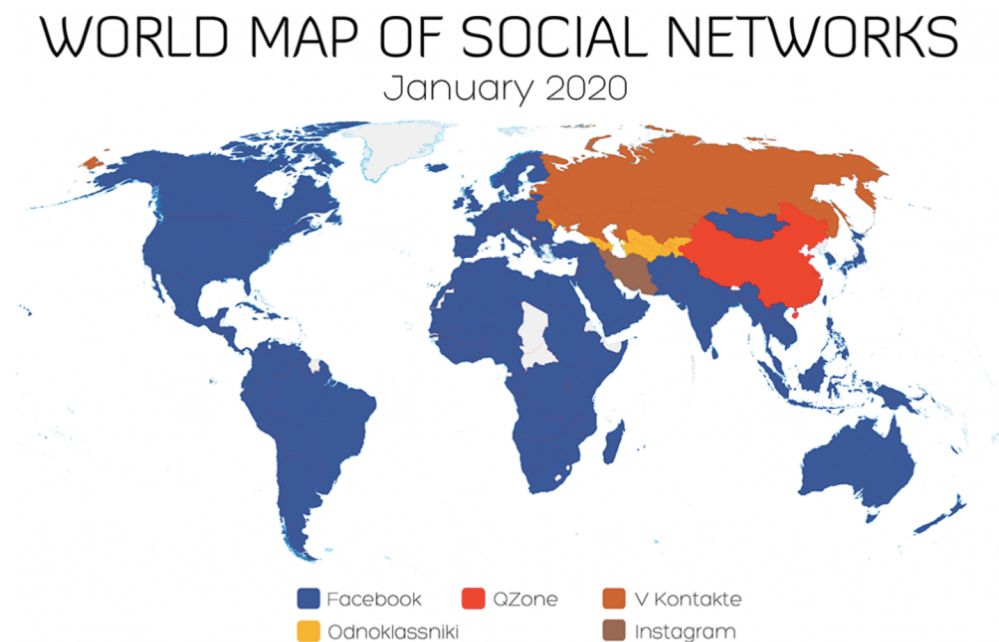 WORLD MAP OF SOCIAL NETWORKS
January 2020
Facebook QZone V Kontakte
Odnoklassniki Instagram